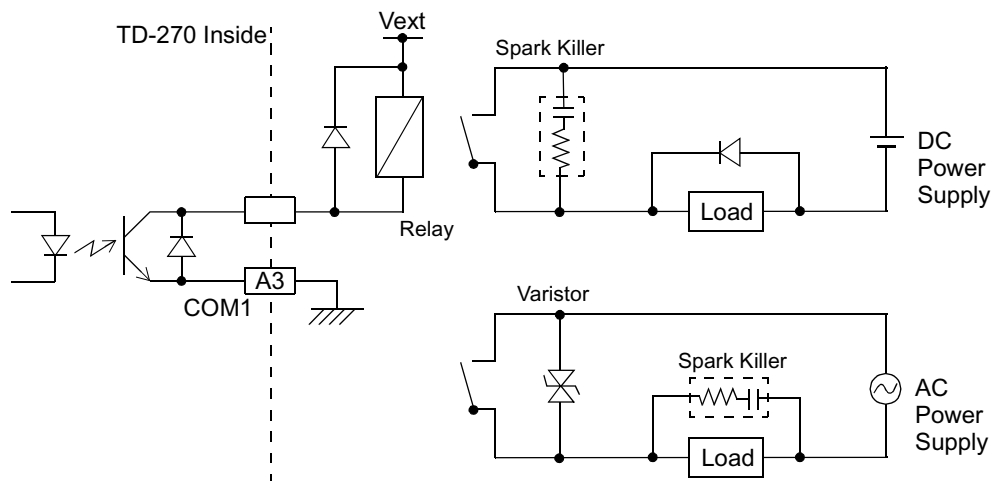 TD-270 Inside
Vext
Relay
A3
COM1
Spark Killer
Load
DC
Power
Supply
Varistor
Spark Killer
Load
AC
Power
Supply